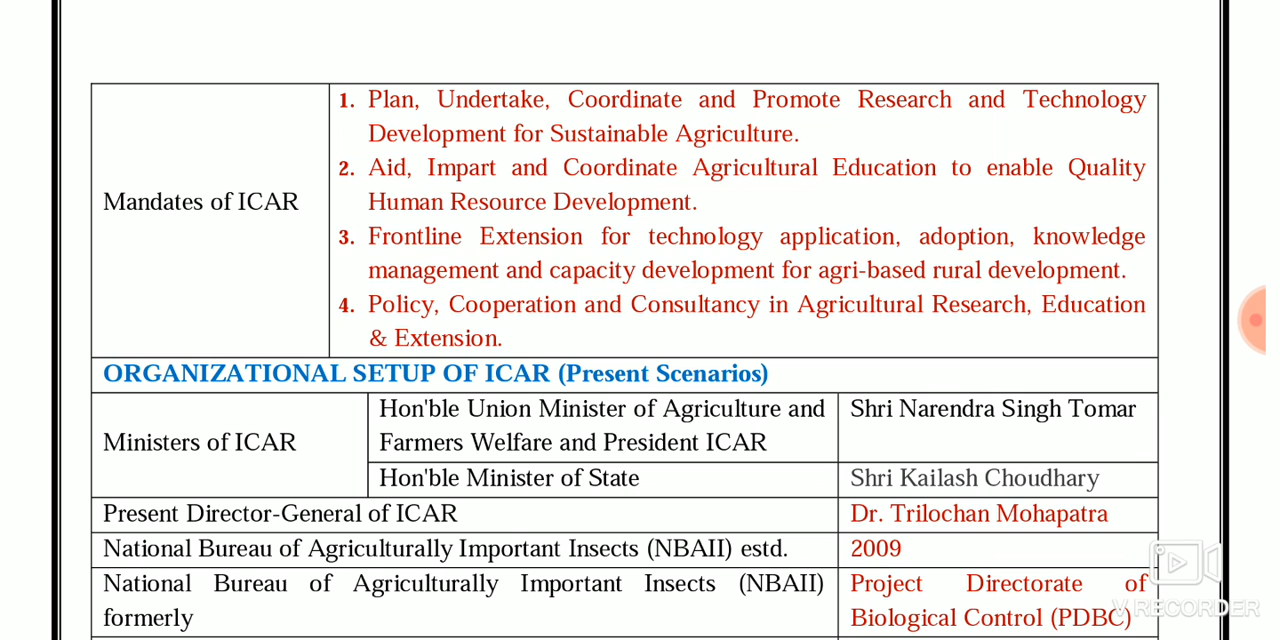 1. Plan, Undertake, Coordinate and Promote Research and Technology
Development for Sustainable Agriculture.
2. Aid, Impart and Coordinate Agricultural Education to enable Quality
Mandates of ICAR
Human Resource Development.
3. Frontline Extension for technology application, adoption, knowledge
management and capacity development for agri-based rural development.
4. Policy, Cooperation and Consultancy in Agricultural Research, Education
& Extension.
ORGANIZATIONAL SETUP OF ICAR (Present Scenarios)
Ministers of ICAR
Hon'ble Union Minister of Agriculture and
Farmers Welfare and President ICAR
Shri Narendra Singh Tomar
Hon'ble Minister of State
Shri Kailash Choudhary
Present Director-General of ICAR
Dr. Trilochan Mohapatra
National Bureau of Agriculturally Important Insects (NBAII) estd.
2009
National Bureau of Agriculturally Important Insects (NBAII)
formerly
Project Directorate of
Biological Control (PDBC)
V RECORDER